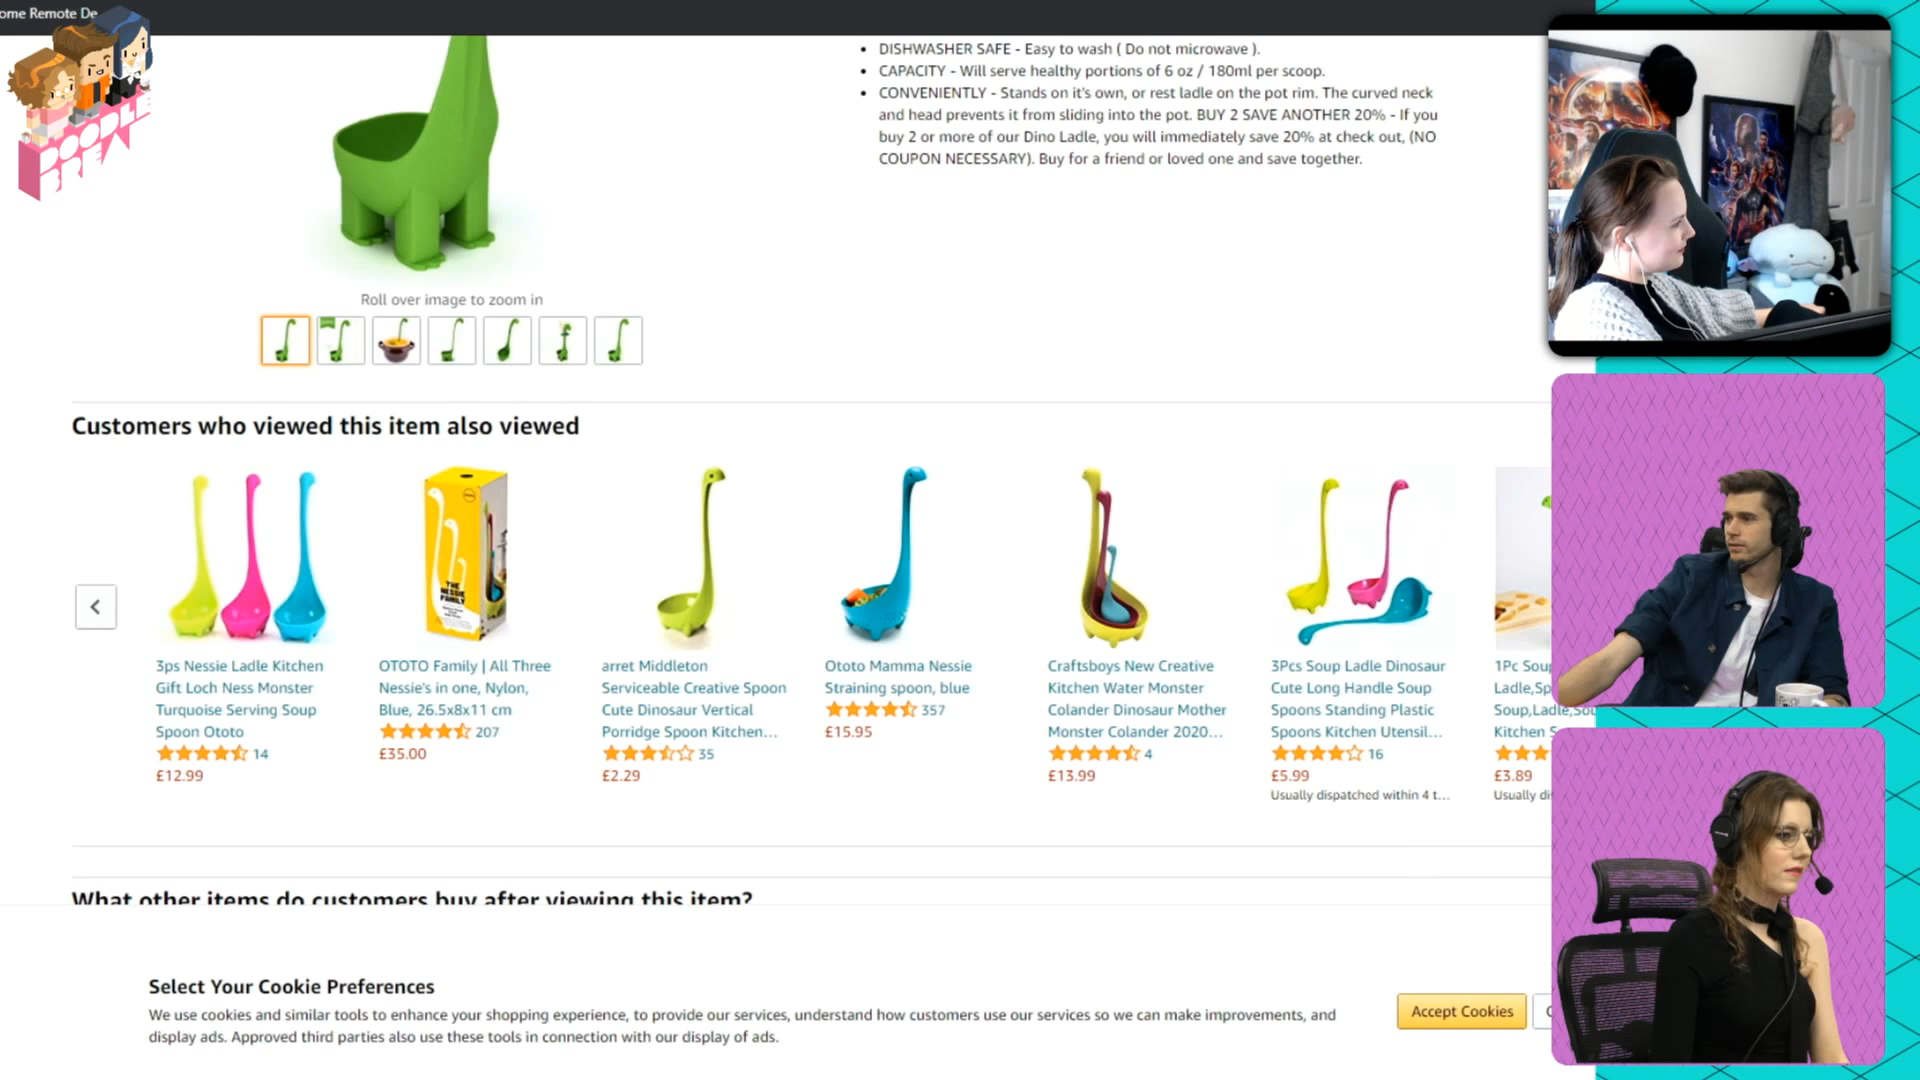 ome Remote De
DOODLE
BREW
DISHWASHER SAFE - Easy to wash ( Do not microwave ).
CAPACITY - Will serve healthy portions of 6 oz / 180ml per scoop.
CONVENIENTLY - Stands on it's own, or rest ladle on the pot rim. The curved neck
and head prevents it from sliding into the pot. BUY 2 SAVE ANOTHER 20% - If you
buy 2 or more of our Dino Ladle, you will immediately save 20% at check out, (NO
COUPON NECESSARY). Buy for a friend or loved one and save together.
Roll over image to zoom in
Customers who viewed this item also viewed
THE
NESSIE
FAMILY
3ps Nessie Ladle Kitchen
Gift Loch Ness Monster
Turquoise Serving Soup
Spoon Ototo
14
£12.99
OTOTO Family | All Three
Nessie's in one, Nylon,
Blue, 26.5x8x11 cm
207
£35.00
arret Middleton
Serviceable Creative Spoon
Cute Dinosaur Vertical
Porridge Spoon Kitchen...
35
£2.29
Ototo Mamma Nessie
Straining spoon, blue
357
£15.95
Craftsboys New Creative
Kitchen Water Monster
Colander Dinosaur Mother
Monster Colander 2020...
4
£13.99
3Pcs Soup Ladle Dinosaur
Cute Long Handle Soup
Spoons Standing Plastic
Spoons Kitchen Utensil...
16
£5.99
Usually dispatched within 4 t...
1Pc Soup
Ladle,Sp
Soup,Ladle,Sou
Kitchen S
£3.89
Usually di
What other items do customers buy after viewing this item?
Select Your Cookie Preferences
We use cookies and similar tools to enhance your shopping experience, to provide our services, understand how customers use our services so we can make improvements, and
display ads. Approved third parties also use these tools in connection with our display of ads.
Accept Cookies